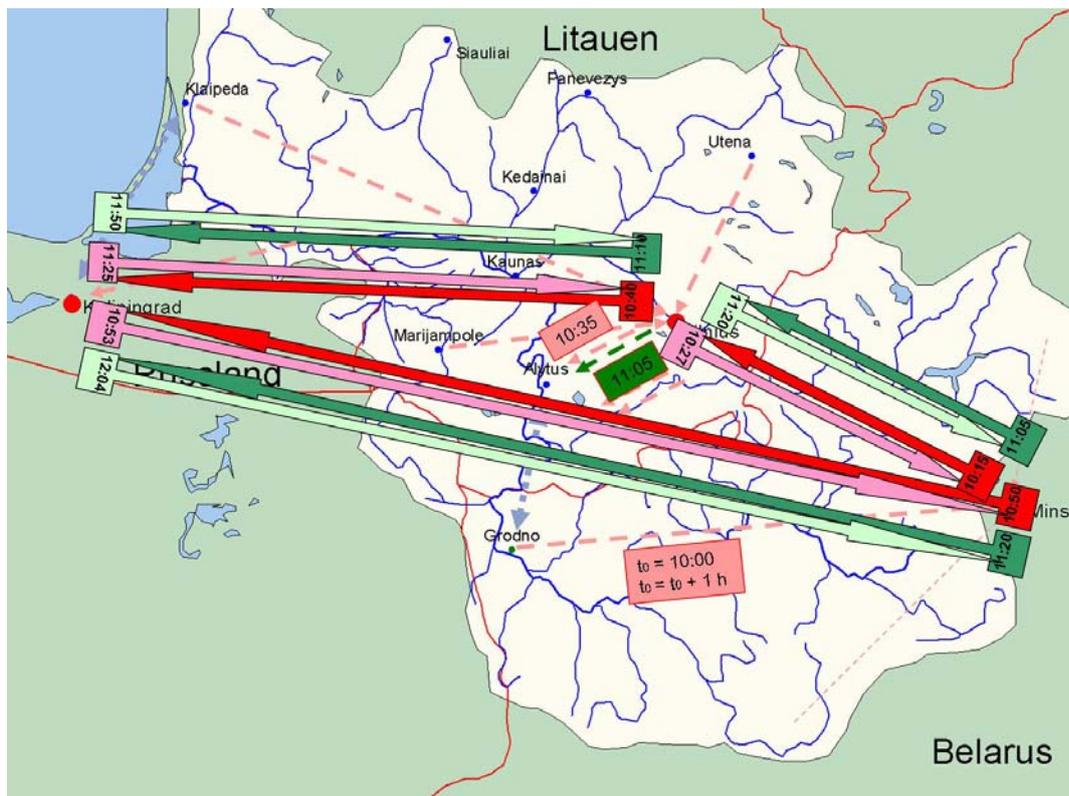 Litauen
Siauliai
Panevezys
Klaipeda
Utena
Kedainai
11:50
11:10
Kaunas
11:25
10:40
11:20
10:35
Marijampole
10:53
10:27
11:05
Alytus
12:04
11:05
10:15
10:50
Mins
Grodno
11:20
t₀ = 10:00
t₀ = t₀ + 1 h
Belarus